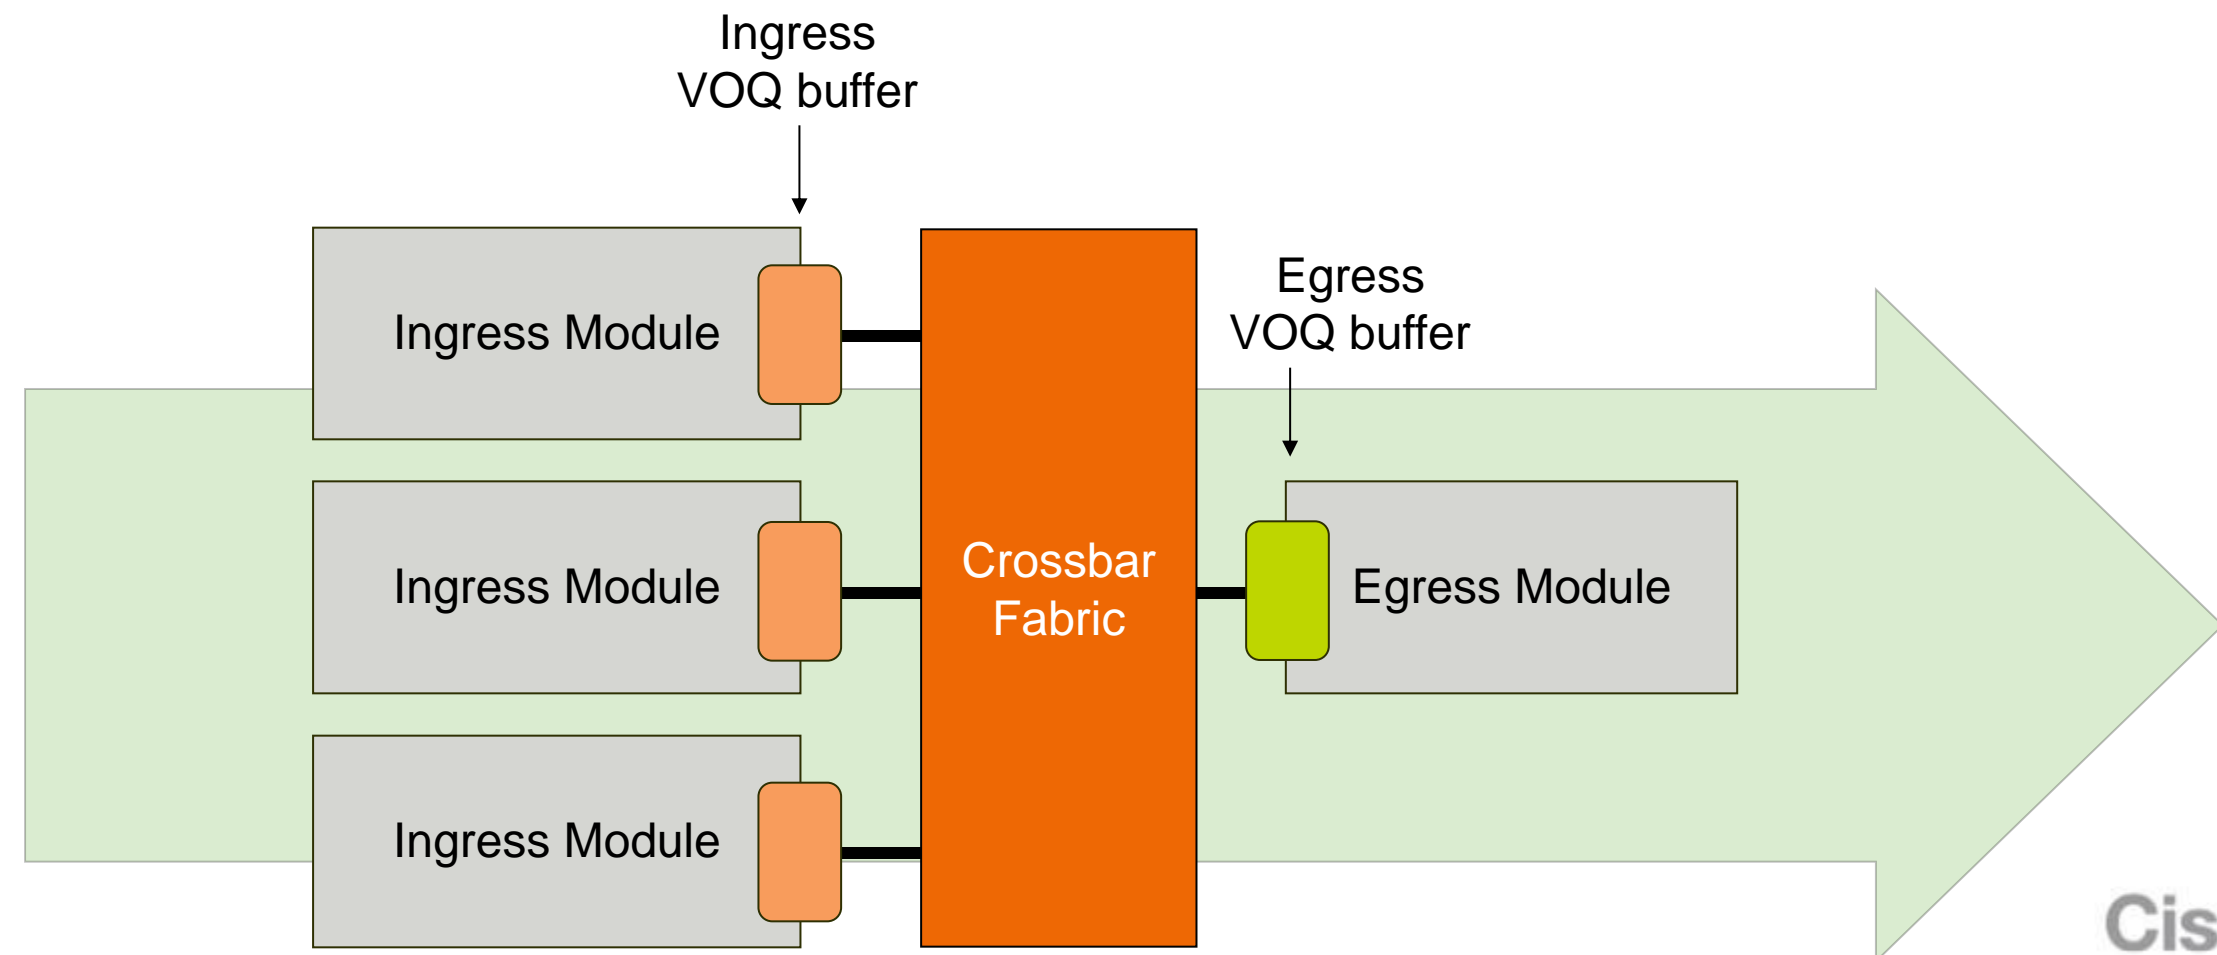 Ingress
VOQ buffer
Egress
VOQ buffer
Ingress Module
Ingress Module
Crossbar
Fabric
Egress Module
Ingress Module
Cis